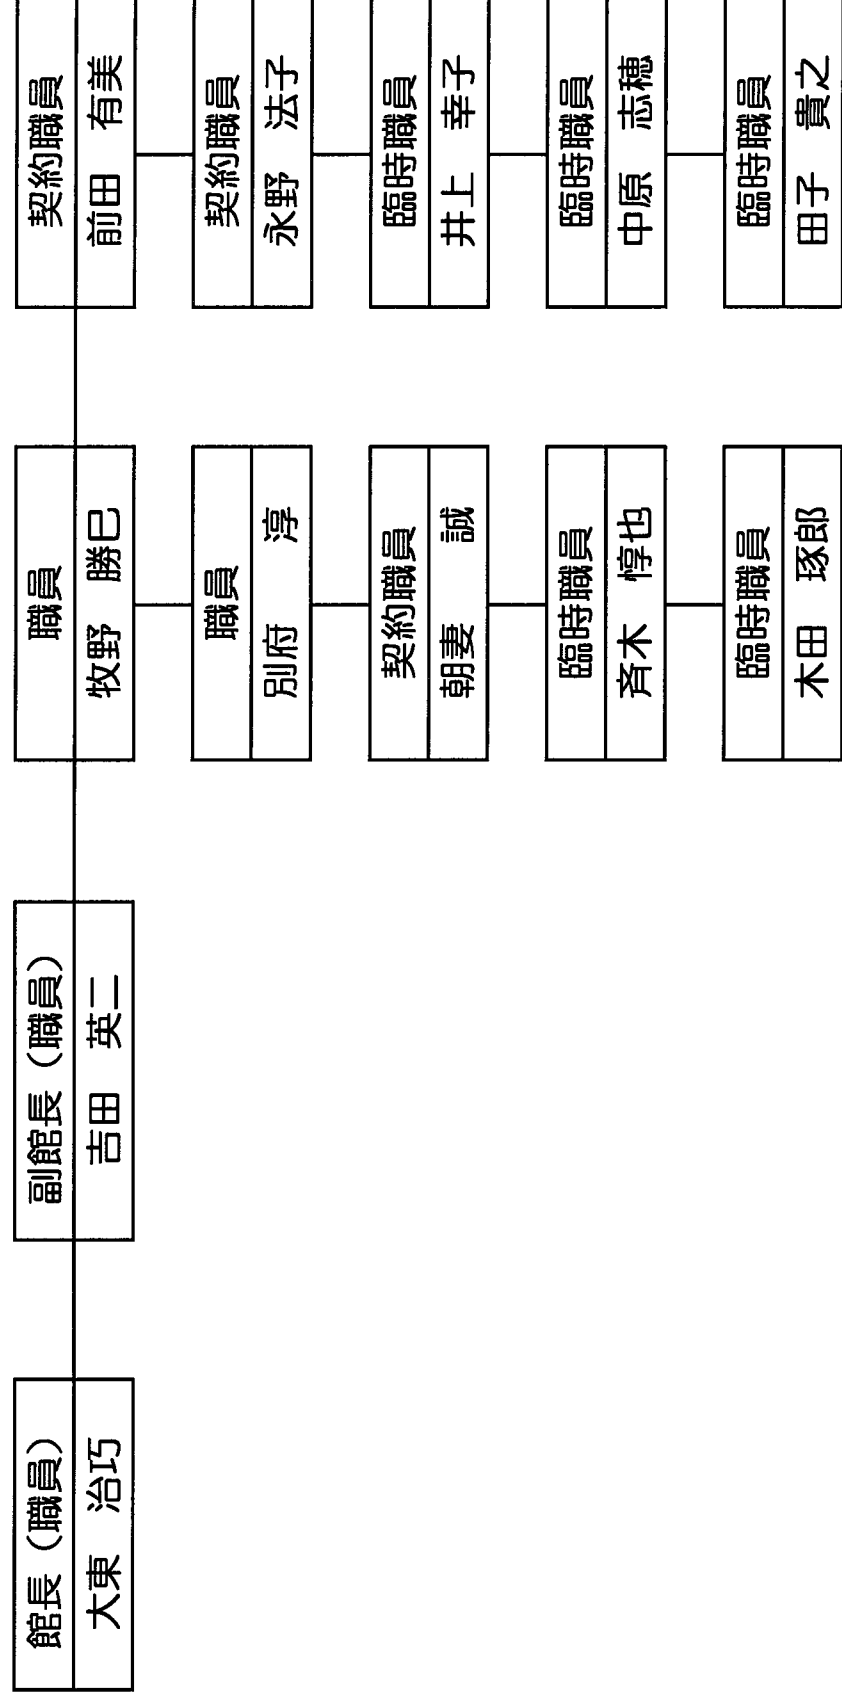 館長（職員）
大東　治巧
副館長（職員）
吉田　英二
職員
牧野　勝巳
職員
別府　淳
契約職員
朝妻　誠
臨時職員
斉木　惇也
臨時職員
木田　琢郎
契約職員
前田　有美
契約職員
永野　法子
臨時職員
井上　幸子
臨時職員
中原　志穂
臨時職員
田子　貴之